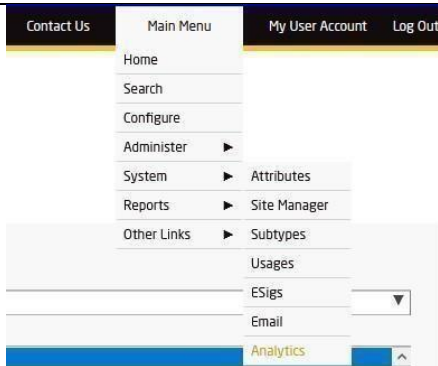 Contact Us Main Menu My User Account Log Out
Home
Search
Configure
Administer
System Attributes
Reports Site Manager
Other Links Subtypes
Usages
ESigs
Email
Analytics